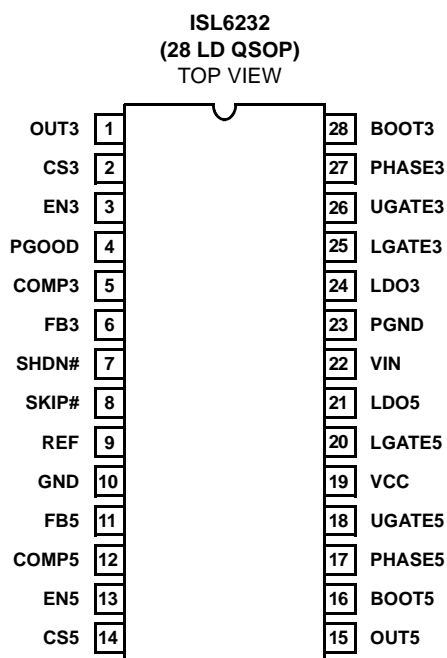 ISL6232
(28 LD QSOP)
TOP VIEW
OUT3 1 28 BOOT3
CS3 2 27 PHASE3
EN3 3 26 UGATE3
PGOOD 4 25 LGATE3
COMP3 5 24 LDO3
FB3 6 23 PGND
SHDN# 7 22 VIN
SKIP# 8 21 LDO5
REF 9 20 LGATE5
GND 10 19 VCC
FB5 11 18 UGATE5
COMP5 12 17 PHASE5
EN5 13 16 BOOT5
CS5 14 15 OUT5